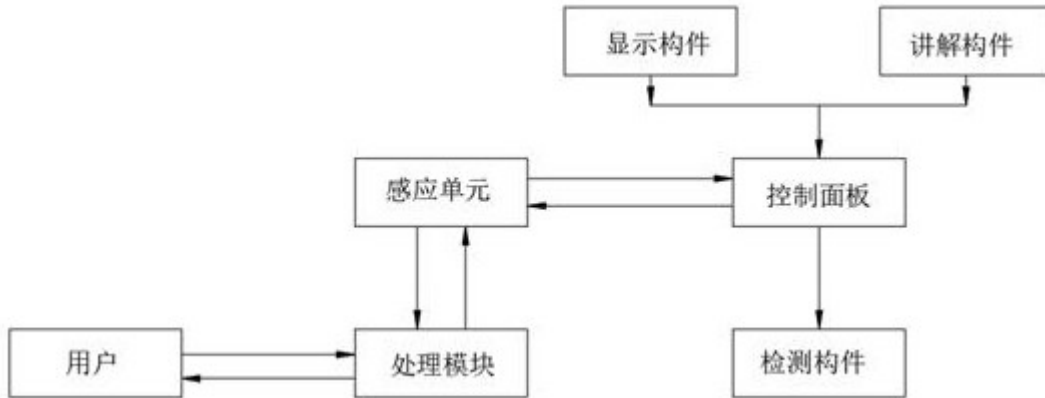 显示构件
讲解构件
感应单元
控制面板
用户
处理模块
检测构件